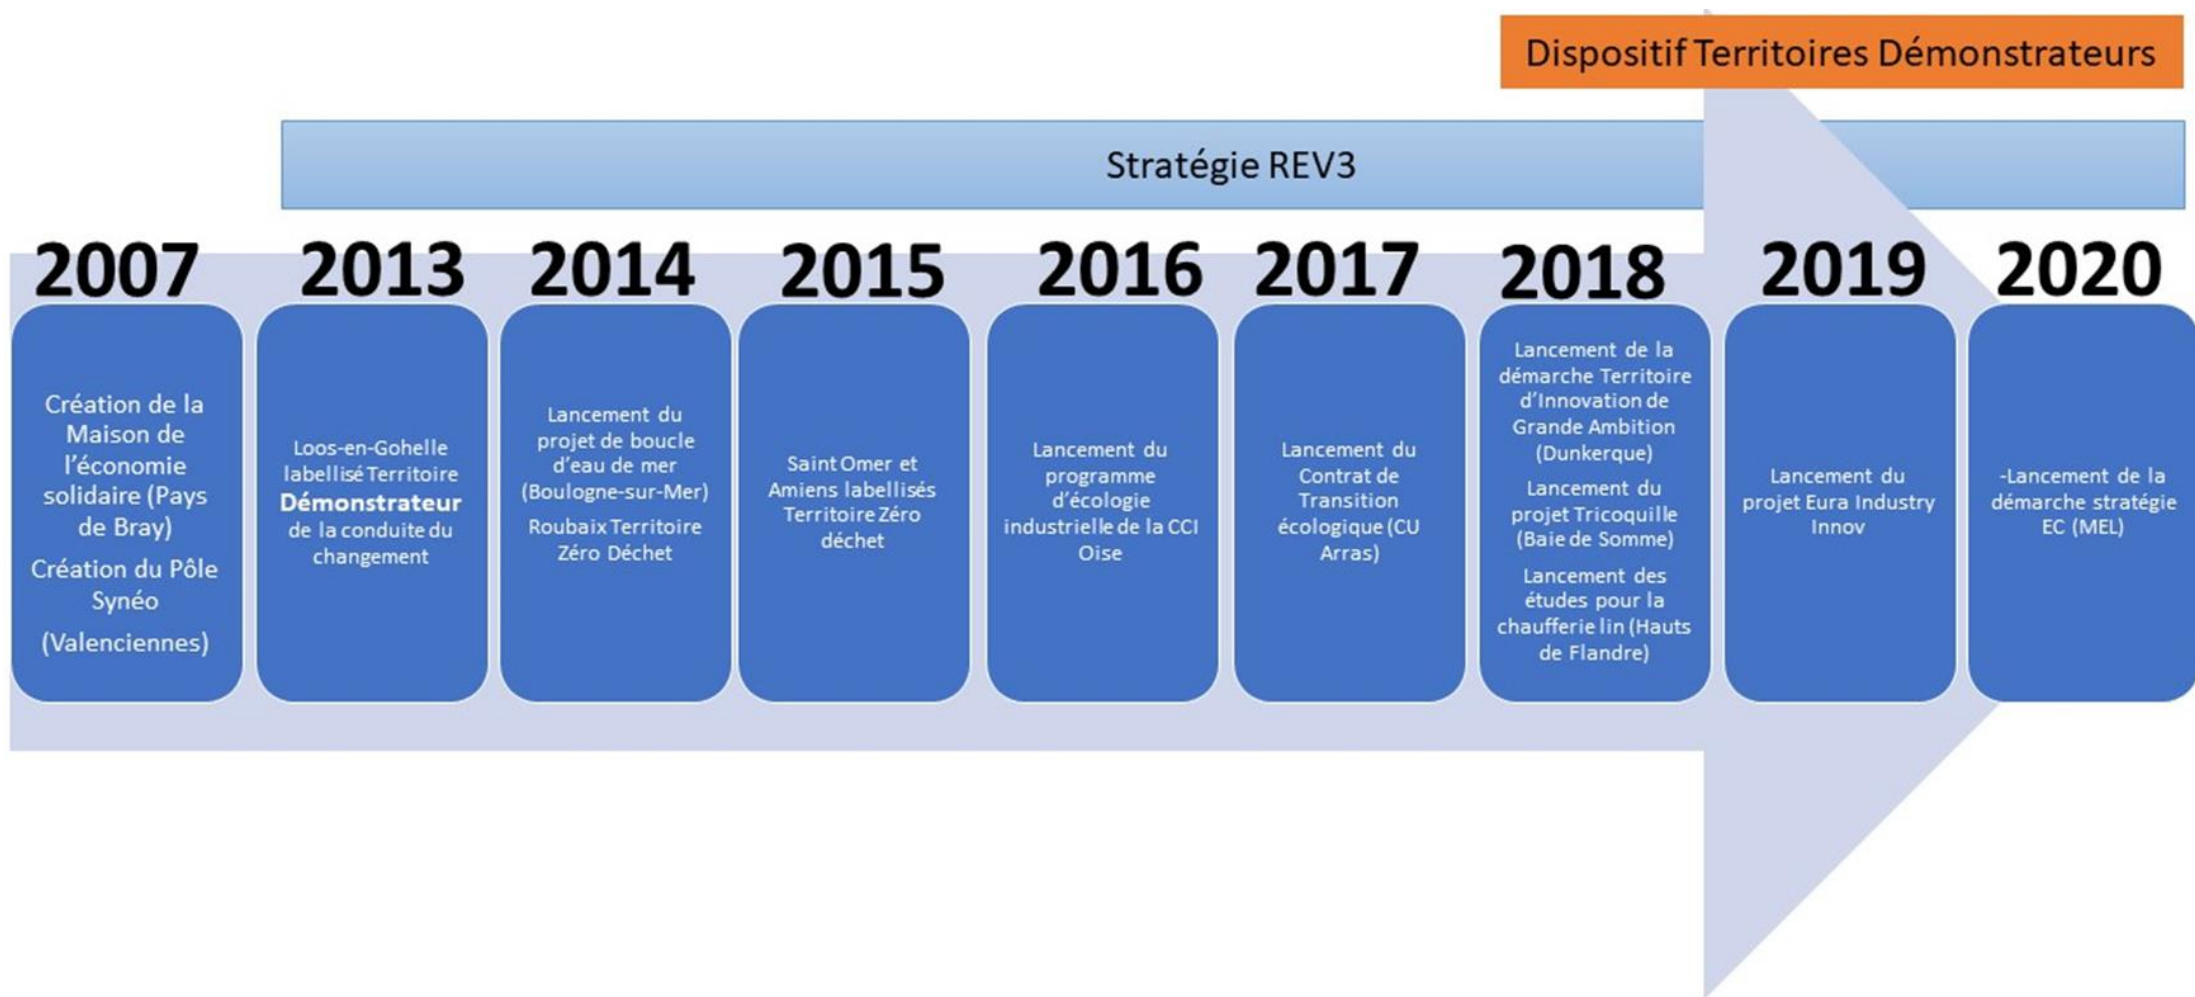 Dispositif Territoires Démonstrateurs
Stratégie REV3
2007
Création de la
Maison de
l'économie
solidaire (Pays
de Bray)
Création du Pôle
Synéo
(Valenciennes)
2013
Loos-en-Gohelle
labellisé Territoire
Démonstrateur
de la conduite du
changement
2014
Lancement du
projet de boucle
d'eau de mer
(Boulogne-sur-Mer)
Roubaix Territoire
Zéro Déchet
2015
Saint Omer et
Amiens labellisés
Territoire Zéro
déchet
2016
Lancement du
programme
d'écologie
industrielle de la CCI
Oise
2017
Lancement du
Contrat de
Transition
écologique (CU
Arras)
2018
Lancement de la
démarche Territoire
d'Innovation de
Grande Ambition
(Dunkerque)
Lancement du
projet Tricoquille
(Baie de Somme)
Lancement des
études pour la
chaufferie lin (Hauts
de Flandre)
2019
Lancement du
projet Eura Industry
Innov
2020
-Lancement de la
démarche stratégie
EC (MEL)